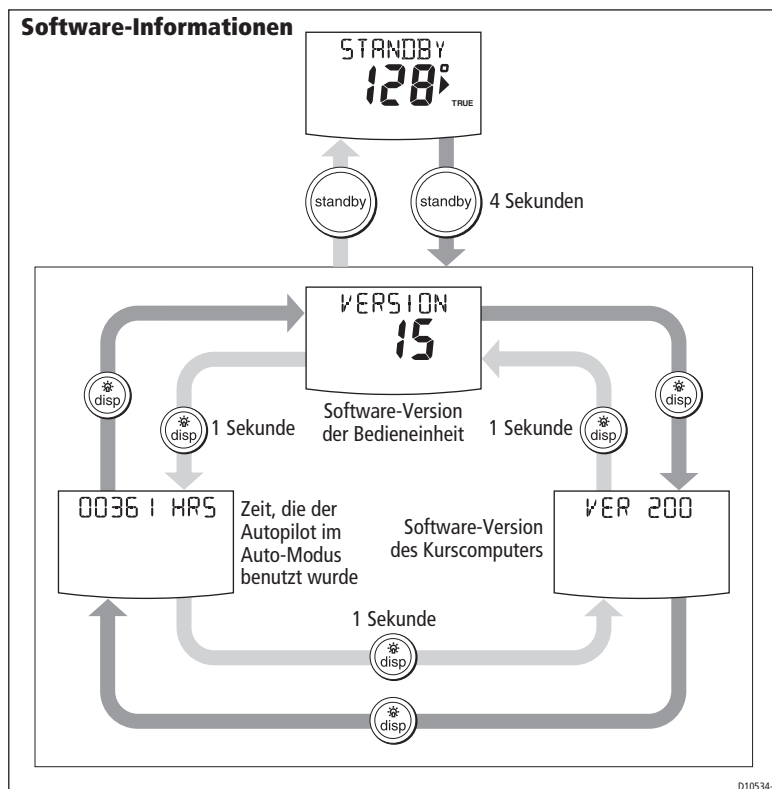 Software-Informationen
STANDBY
128°
TRUE
standby
standby
4 Sekunden
VERSION
15
disp
disp
disp
1 Sekunde
Software-Version
der Bedieneinheit
1 Sekunde
disp
00361 HRS
Zeit, die der
Autopilot im
Auto-Modus
benutzt wurde
Software-Version
des Kurscomputers
VER 200
1 Sekunde
disp
disp
D10534-